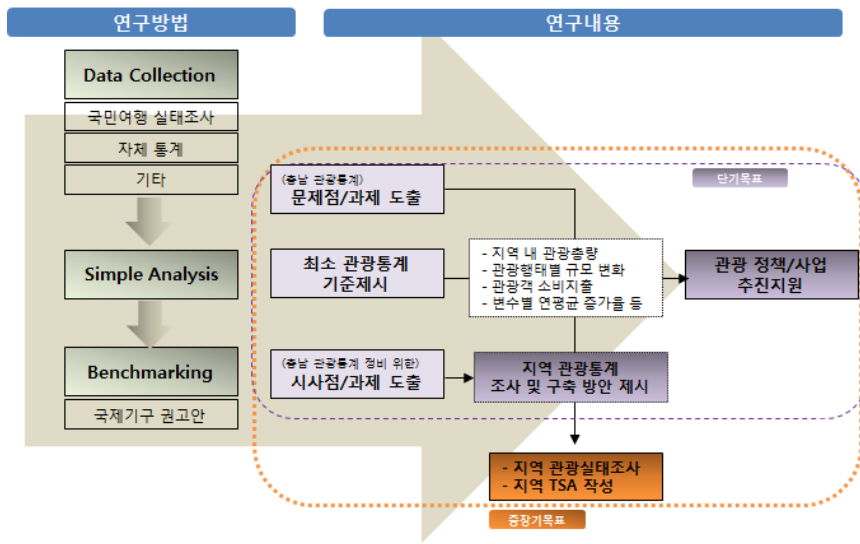 연구방법
연구내용
Data Collection
국민여행 실태조사
자체 통계
기타
Simple Analysis
Benchmarking
국제기구 권고안
단기목표
(충남 관광통계)
문제점/과제 도출
최소 관광통계
기준제시
- 지역 내 관광총량
- 관광행태별 규모 변화
- 관광객 소비지출
- 변수별 연평균 증가율 등
관광 정책/사업
추진지원
(충남 관광통계 정비 위한)
시사점/과제 도출
지역 관광통계
조사 및 구축 방안 제시
- 지역 관광실태조사
- 지역 TSA 작성
중장기목표